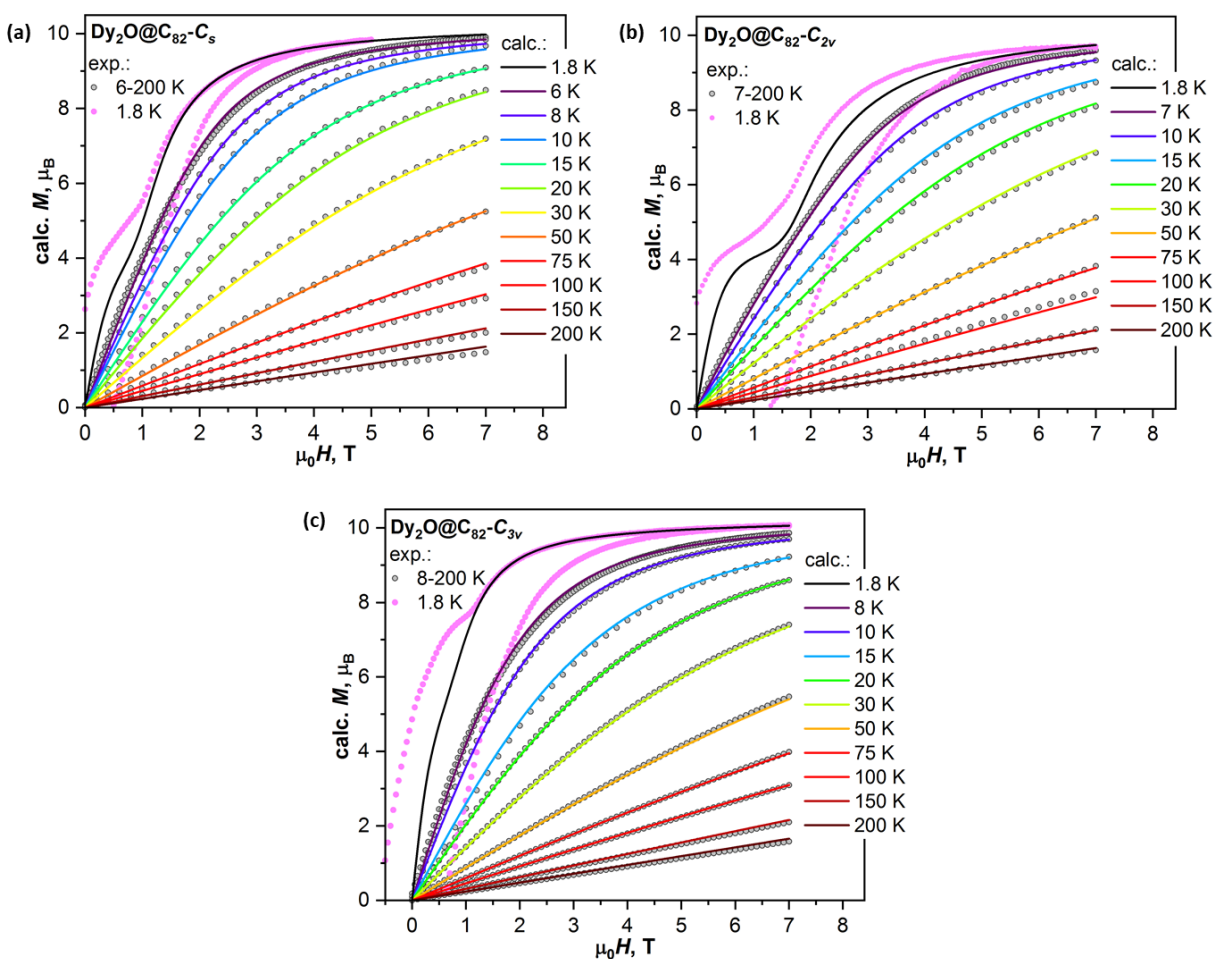 (a)
Dy2O@C82-Cs
exp.:
6-200 K
1.8 K
calc.:
1.8 K
6 K
8 K
10 K
15 K
20 K
30 K
50 K
75 K
100 K
150 K
200 K
calc. M, μB
10
8
6
4
2
0
0 1 2 3 4 5 6 7 8
μ0H, T
(b)
Dy2O@C82-C2v
exp.:
7-200 K
1.8 K
calc.:
1.8 K
7 K
10 K
15 K
20 K
30 K
50 K
75 K
100 K
150 K
200 K
calc. M, μB
10
8
6
4
2
0
0 1 2 3 4 5 6 7 8
μ0H, T
(c)
Dy2O@C82-C3v
exp.:
8-200 K
1.8 K
calc.:
1.8 K
8 K
10 K
15 K
20 K
30 K
50 K
75 K
100 K
150 K
200 K
calc. M, μB
10
8
6
4
2
0
0 1 2 3 4 5 6 7 8
μ0H, T